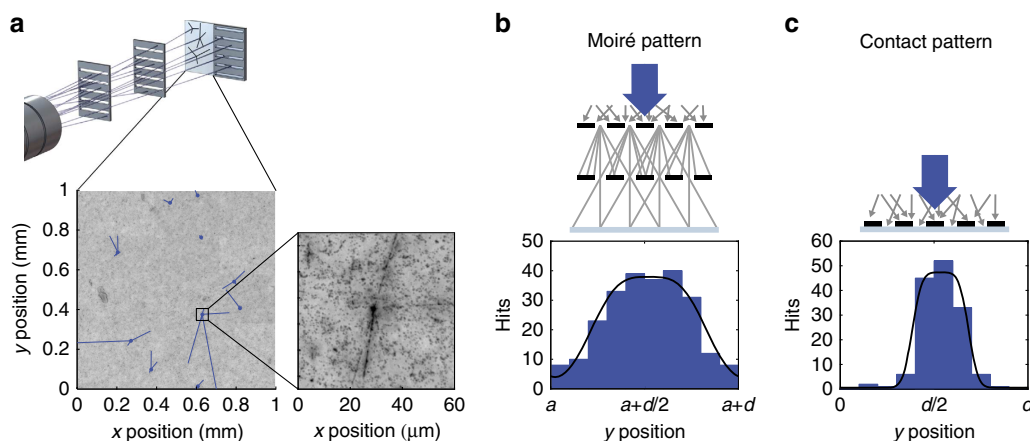 a
1
0.8
0.6
0.4
0.2
0
y position (mm)
0 0.2 0.4 0.6 0.8 1
x position (mm)
0 20 40 60
x position (μm)
b
Moiré pattern
50
40
30
20
10
0
Hits
a a+d/2 a+d
y position
c
Contact pattern
60
50
40
30
20
10
0
Hits
0 d/2
y position